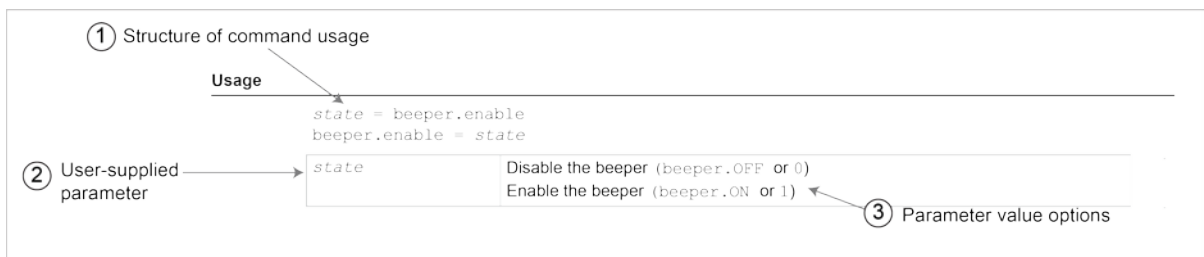 1 Structure of command usage
Usage
state = beeper.enable
beeper.enable = state
2 User-supplied
parameter
state
Disable the beeper (beeper.OFF or 0)
Enable the beeper (beeper.ON or 1)
3 Parameter value options